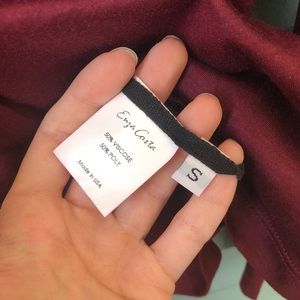 Enza Costa
50% VISCOSE
50% POLY
Made in USA
S